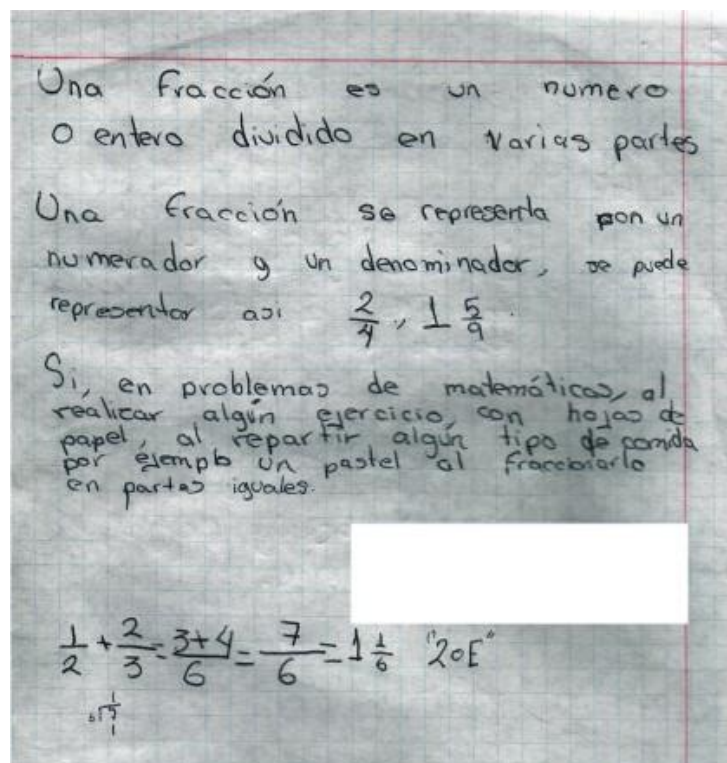 Una fracción es un numero
o entero dividido en varias partes
Una fracción se representa con un
numerador y un denominador, se puede
representar asi 2/4, 1 5/9.
Si, en problemas de matemáticas, al
realizar algún ejercicio, con hojas de
papel, al repartir algún tipo de comida
por ejemplo un pastel al fraccionarlo
en partes iguales.
1/2 + 2/3 = 3+4/6 = 7/6 = 1 1/6 "20E"